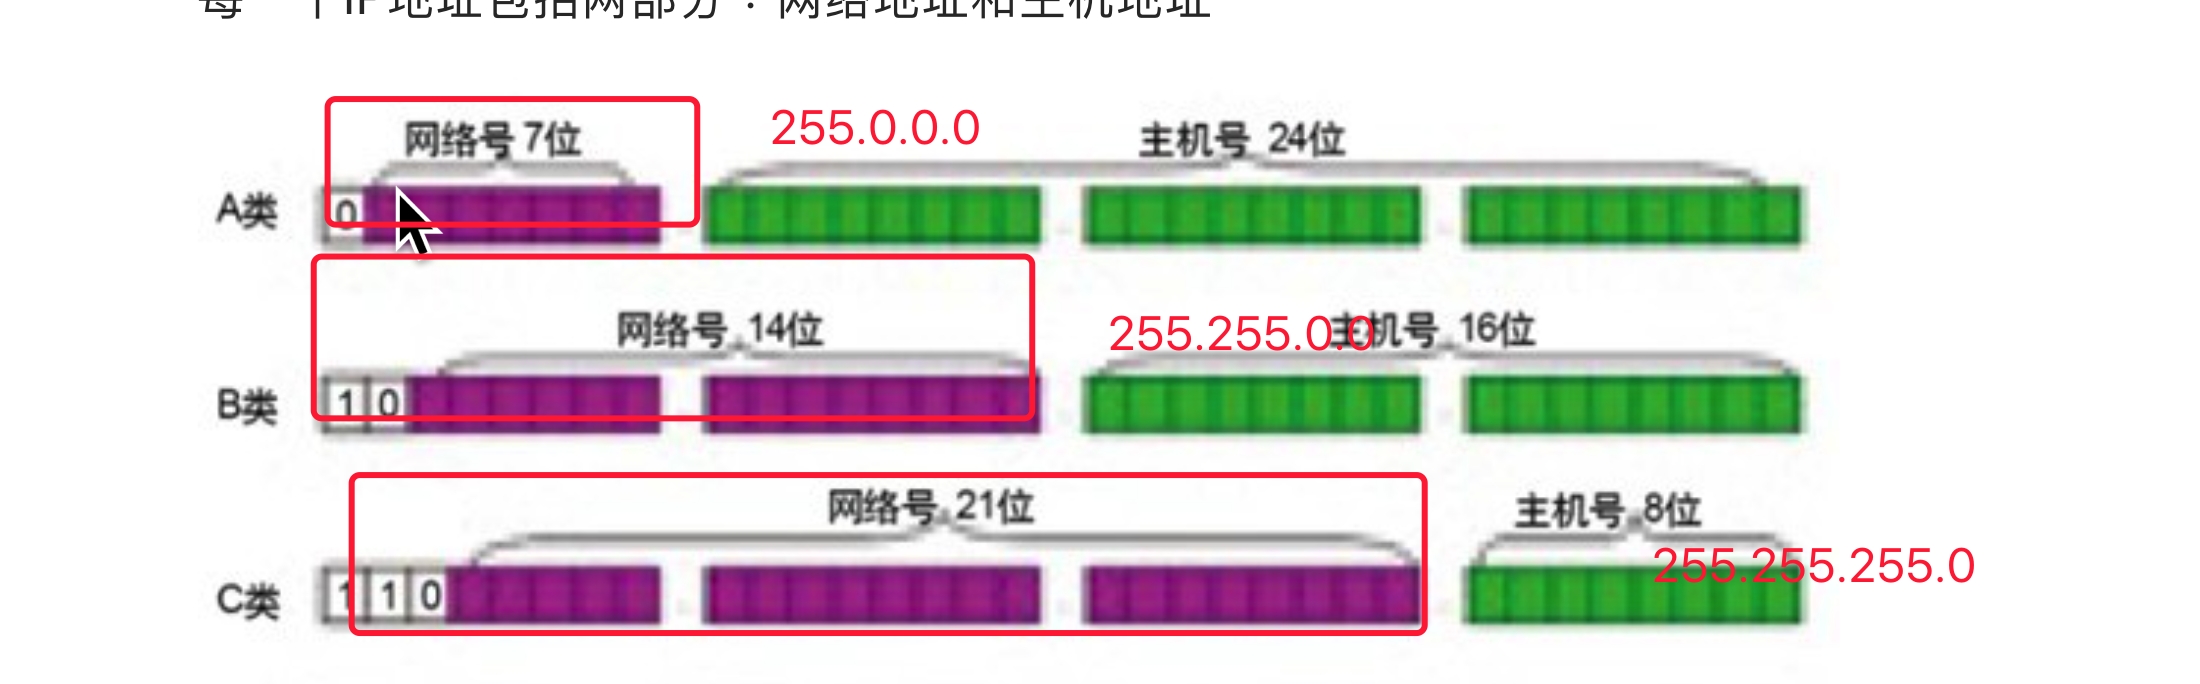 每一个IP地址包括两部分：网络地址和主机地址
网络号 7位
255.0.0.0
主机号 24位
A类
0
网络号 14位
255.255.0.0
主机号 16位
B类
1 0
网络号 21位
主机号 8位
255.255.255.0
C类
1 1 0